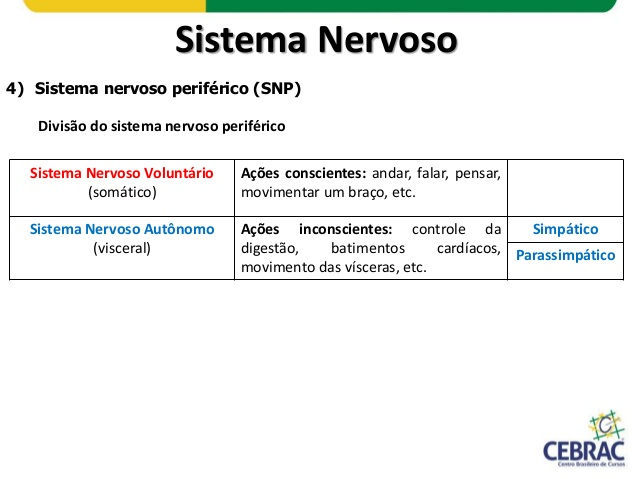 Sistema Nervoso
4) Sistema nervoso periférico (SNP)
Divisão do sistema nervoso periférico
Sistema Nervoso Voluntário
(somático)
Ações conscientes: andar, falar, pensar,
movimentar um braço, etc.
Sistema Nervoso Autônomo
(visceral)
Ações inconscientes: controle da
digestão, batimentos cardíacos,
movimento das vísceras, etc.
Simpático
Parassimpático
CEBRAC
Centro Brasileiro de Cursos